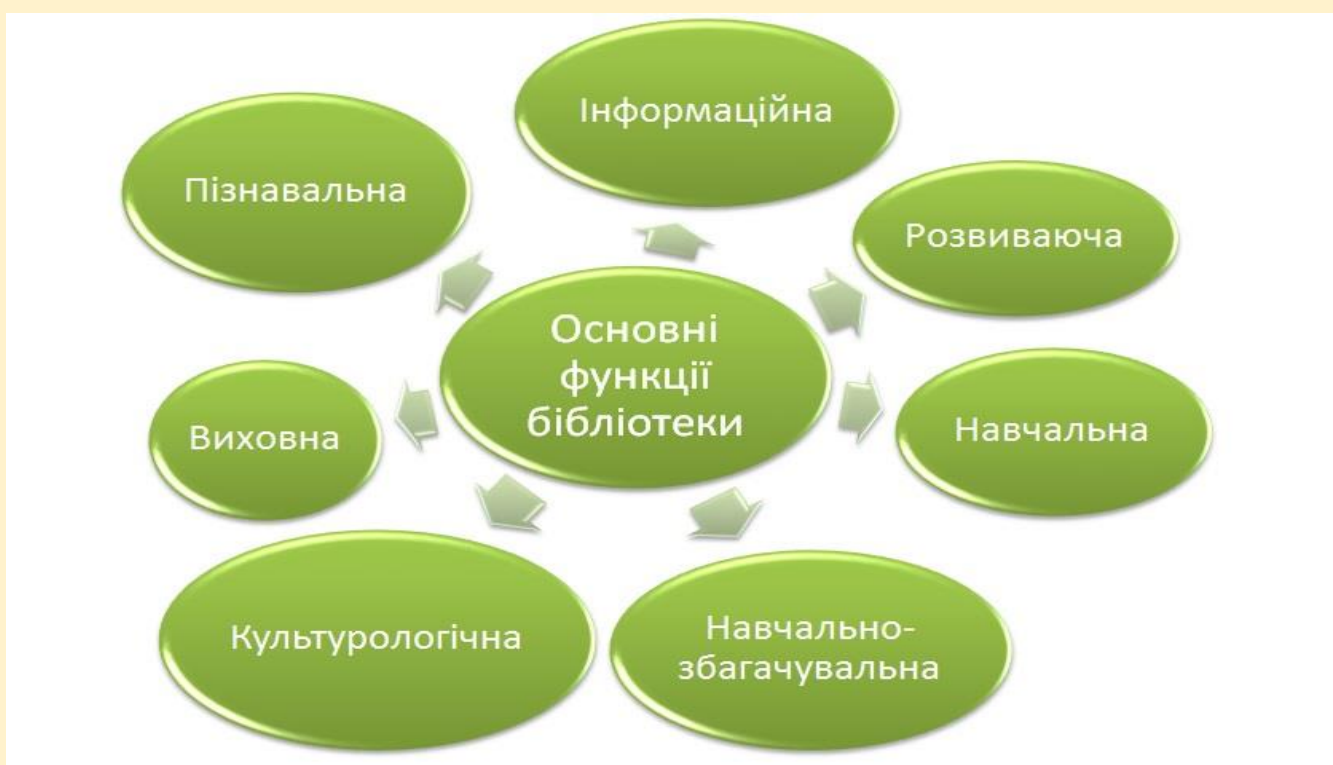 Інформаційна
Пізнавальна
Розвиваюча
Основні
функції
бібліотеки
Виховна
Навчальна
Культурологічна
Навчально-
збагачувальна